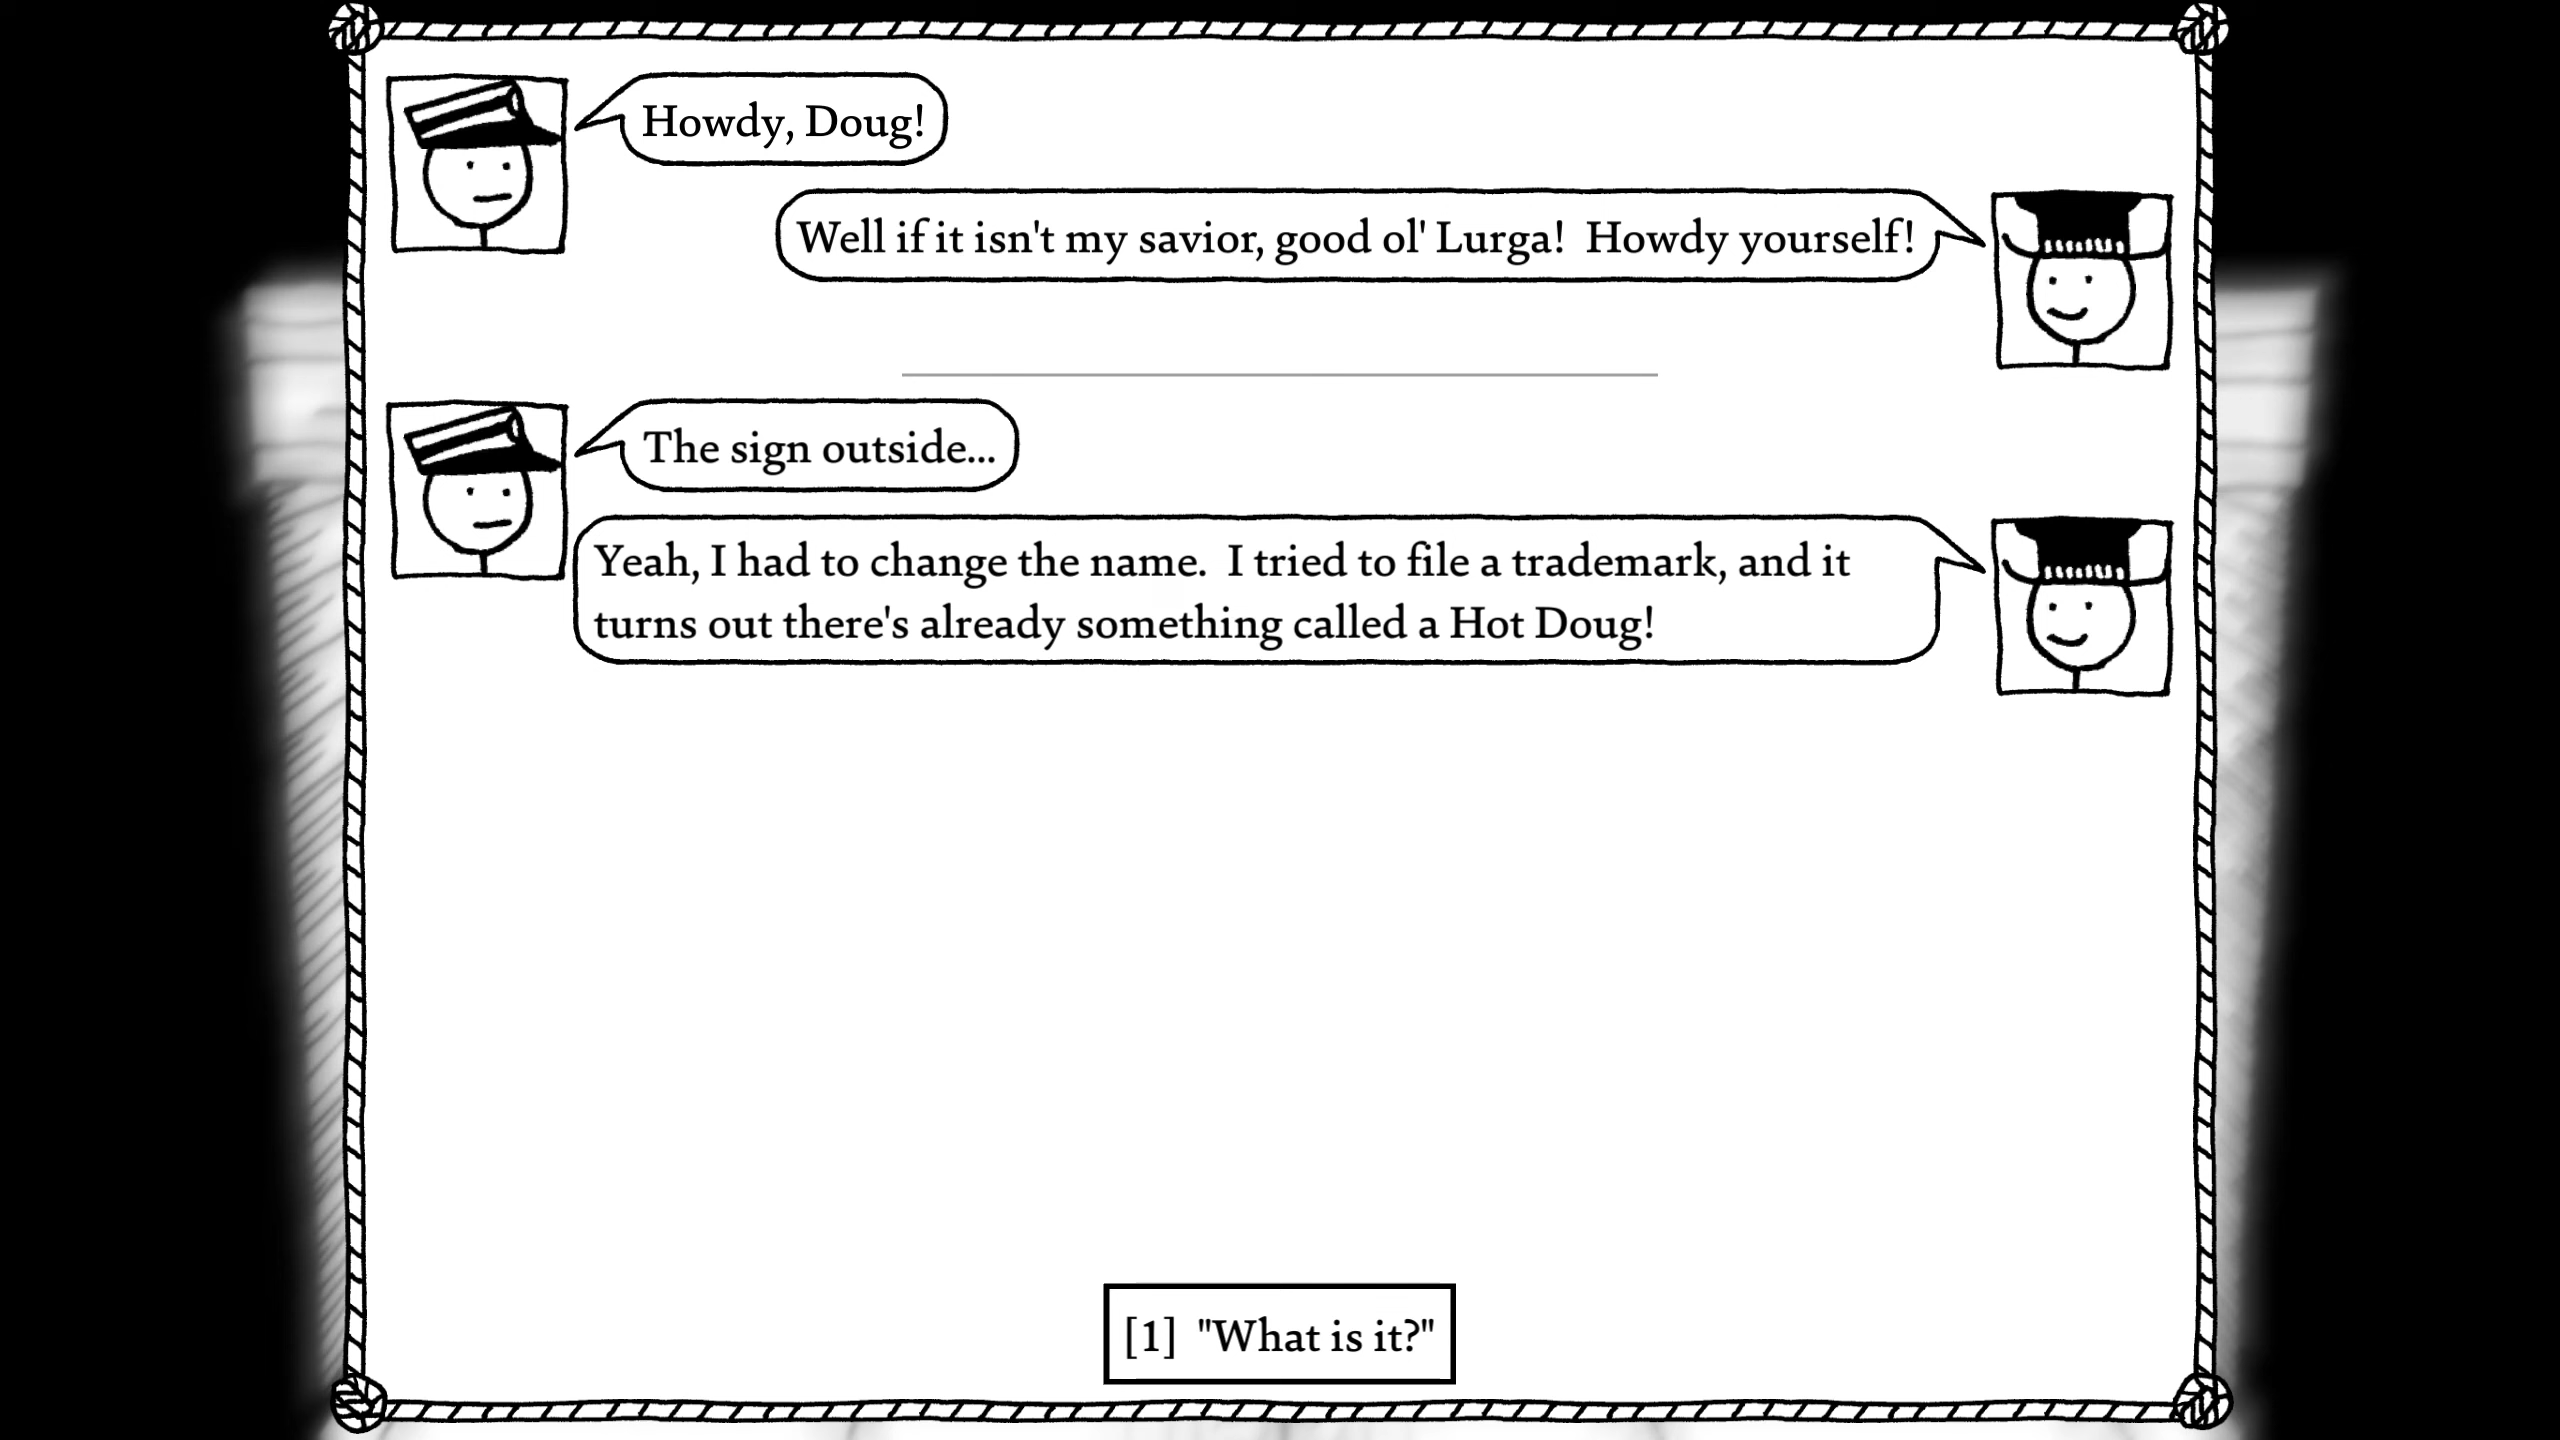 Howdy, Doug!
Well if it isn't my savior, good ol' Lurga!  Howdy yourself!
The sign outside...
Yeah, I had to change the name.  I tried to file a trademark, and it
turns out there's already something called a Hot Doug!
[1]  "What is it?"